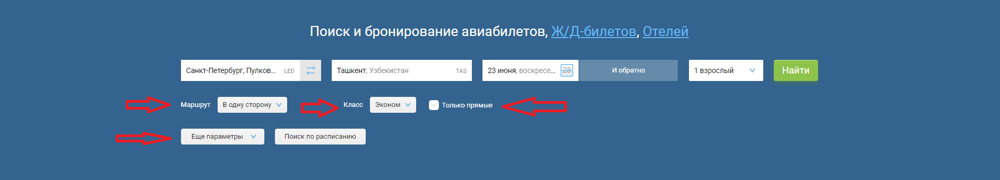 Поиск и бронирование авиабилетов, Ж/Д-билетов, Отелей
Санкт-Петербург, Пулков... LED Ташкент, Узбекистан TAS 23 июня, воскресе... 23 И обратно 1 взрослый Найти
Маршрут В одну сторону Класс Эконом Только прямые
Еще параметры Поиск по расписанию